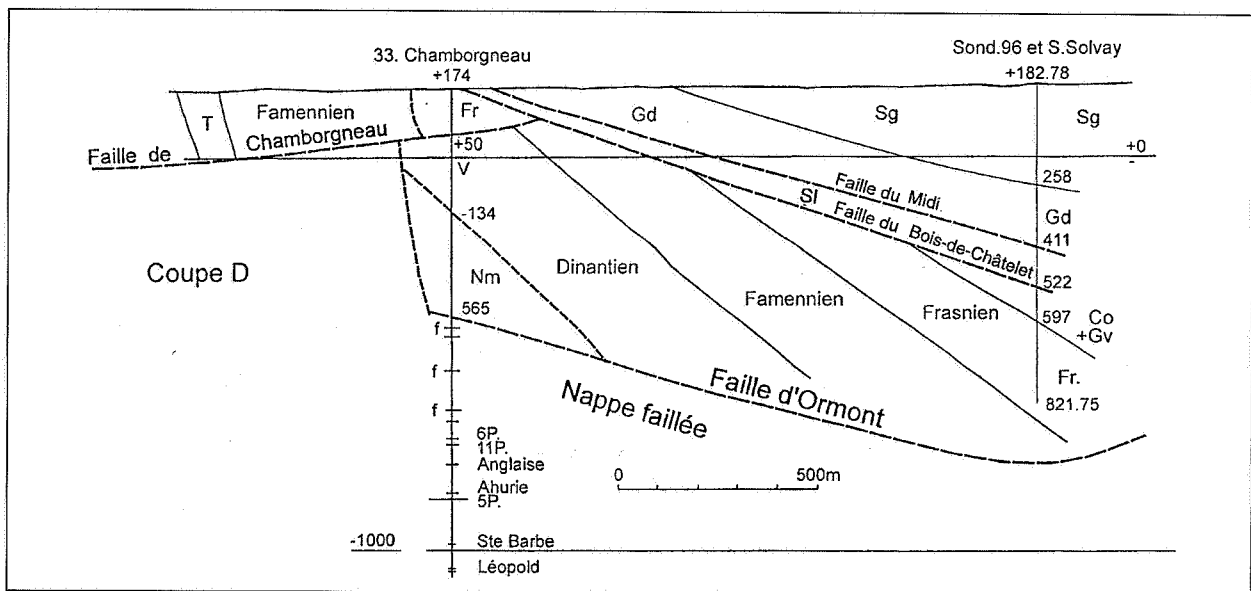 33. Chamborgneau
+174
Sond.96 et S.Solvay
+182.78
T
Famennien
Fr
Gd
Sg
Sg
Chamborgneau
Faille de
+50
+0
-
V
258
Faille du Midi.
Sl
Faille du Bois-de-Châtelet
Gd
411
-134
522
Coupe D
Nm
Dinantien
Famennien
Frasnien
565
597
Co
+Gv
f
f
Faille d'Ormont
Fr.
821.75
Nappe faillée
f
6P.
11P.
Anglaise
0
500m
Ahurie
5P.
-1000
Ste Barbe
Léopold